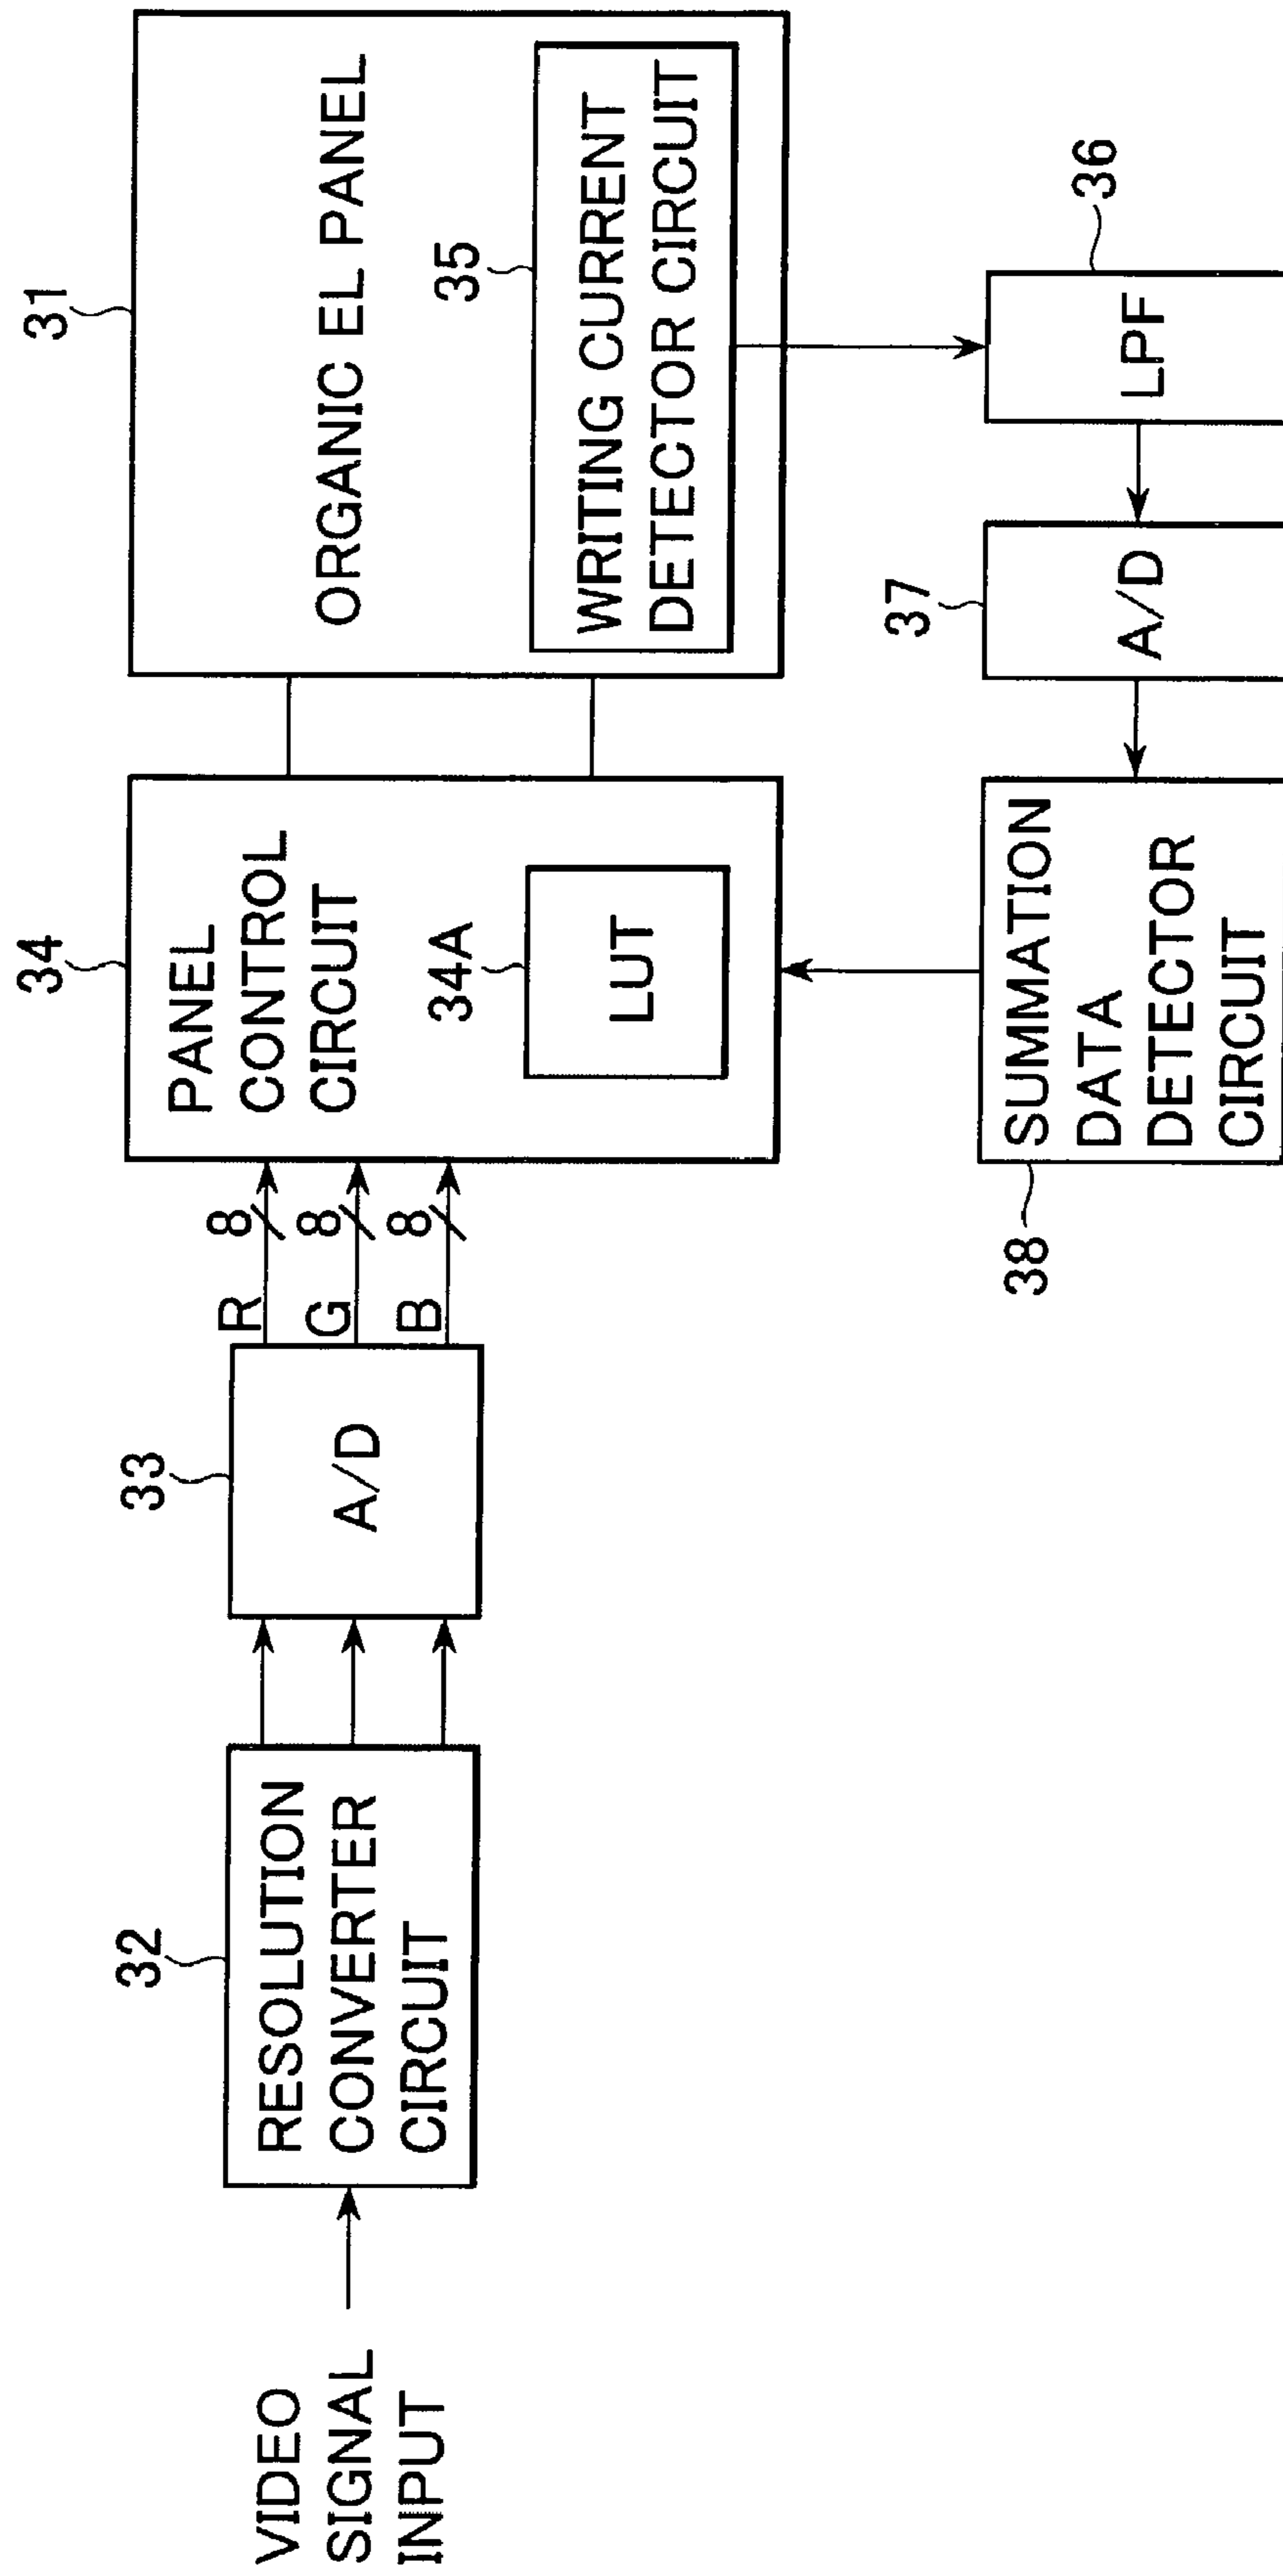 31
ORGANIC EL PANEL
35
WRITING CURRENT
DETECTOR CIRCUIT
34
PANEL
CONTROL
CIRCUIT
34A
LUT
8
8
8
R
G
B
33
A/D
32
RESOLUTION
CONVERTER
CIRCUIT
VIDEO
SIGNAL
INPUT
36
LPF
37
A/D
SUMMATION
DATA
DETECTOR
CIRCUIT
38